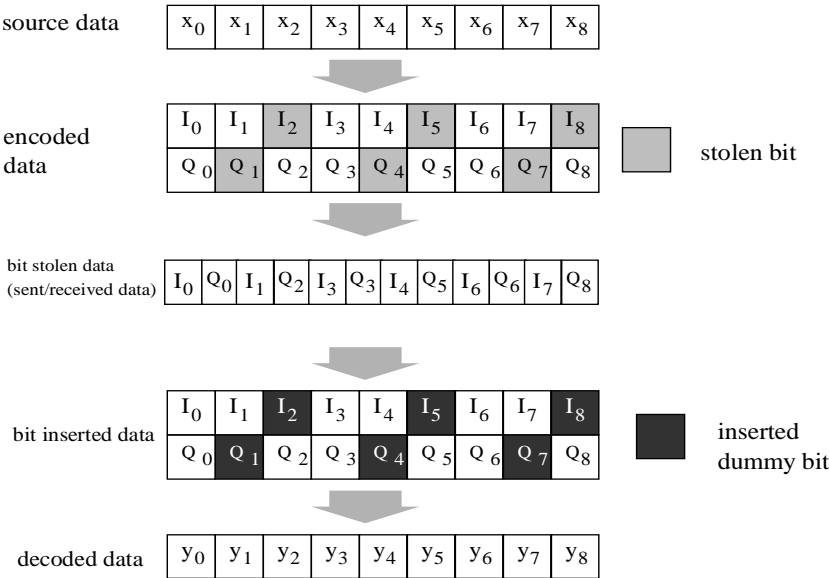 source data
x0 x1 x2 x3 x4 x5 x6 x7 x8
encoded
data
I0 I1 I2 I3 I4 I5 I6 I7 I8
Q0 Q1 Q2 Q3 Q4 Q5 Q6 Q7 Q8
stolen bit
bit stolen data
(sent/received data)
I0 Q0 I1 Q2 I3 Q3 I4 Q5 I6 Q6 I7 Q8
bit inserted data
I0 I1 I2 I3 I4 I5 I6 I7 I8
Q0 Q1 Q2 Q3 Q4 Q5 Q6 Q7 Q8
inserted
dummy bit
decoded data
y0 y1 y2 y3 y4 y5 y6 y7 y8